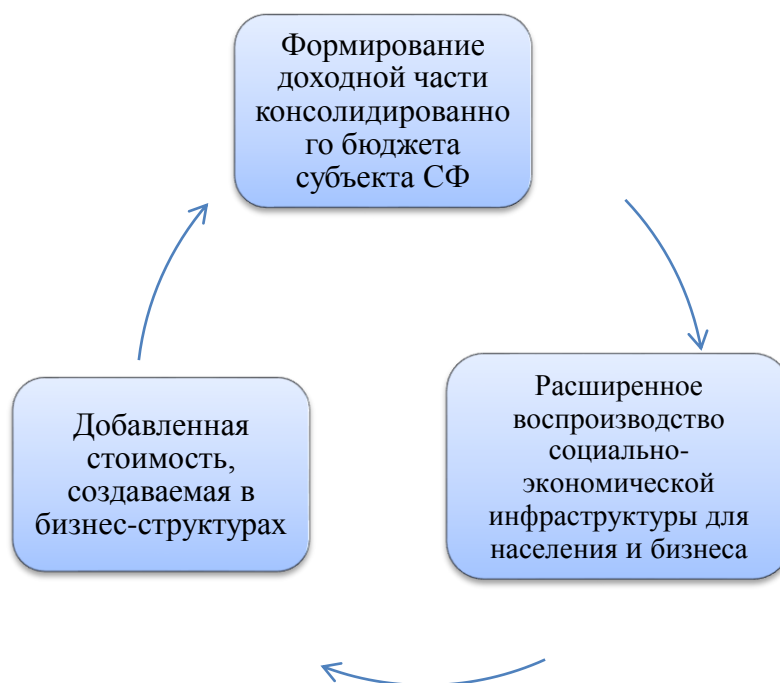 Формирование
доходной части
консолидированно
го бюджета
субъекта СФ
Добавленная
стоимость,
создаваемая в
бизнес-структурах
Расширенное
воспроизводство
социально-
экономической
инфраструктуры для
населения и бизнеса